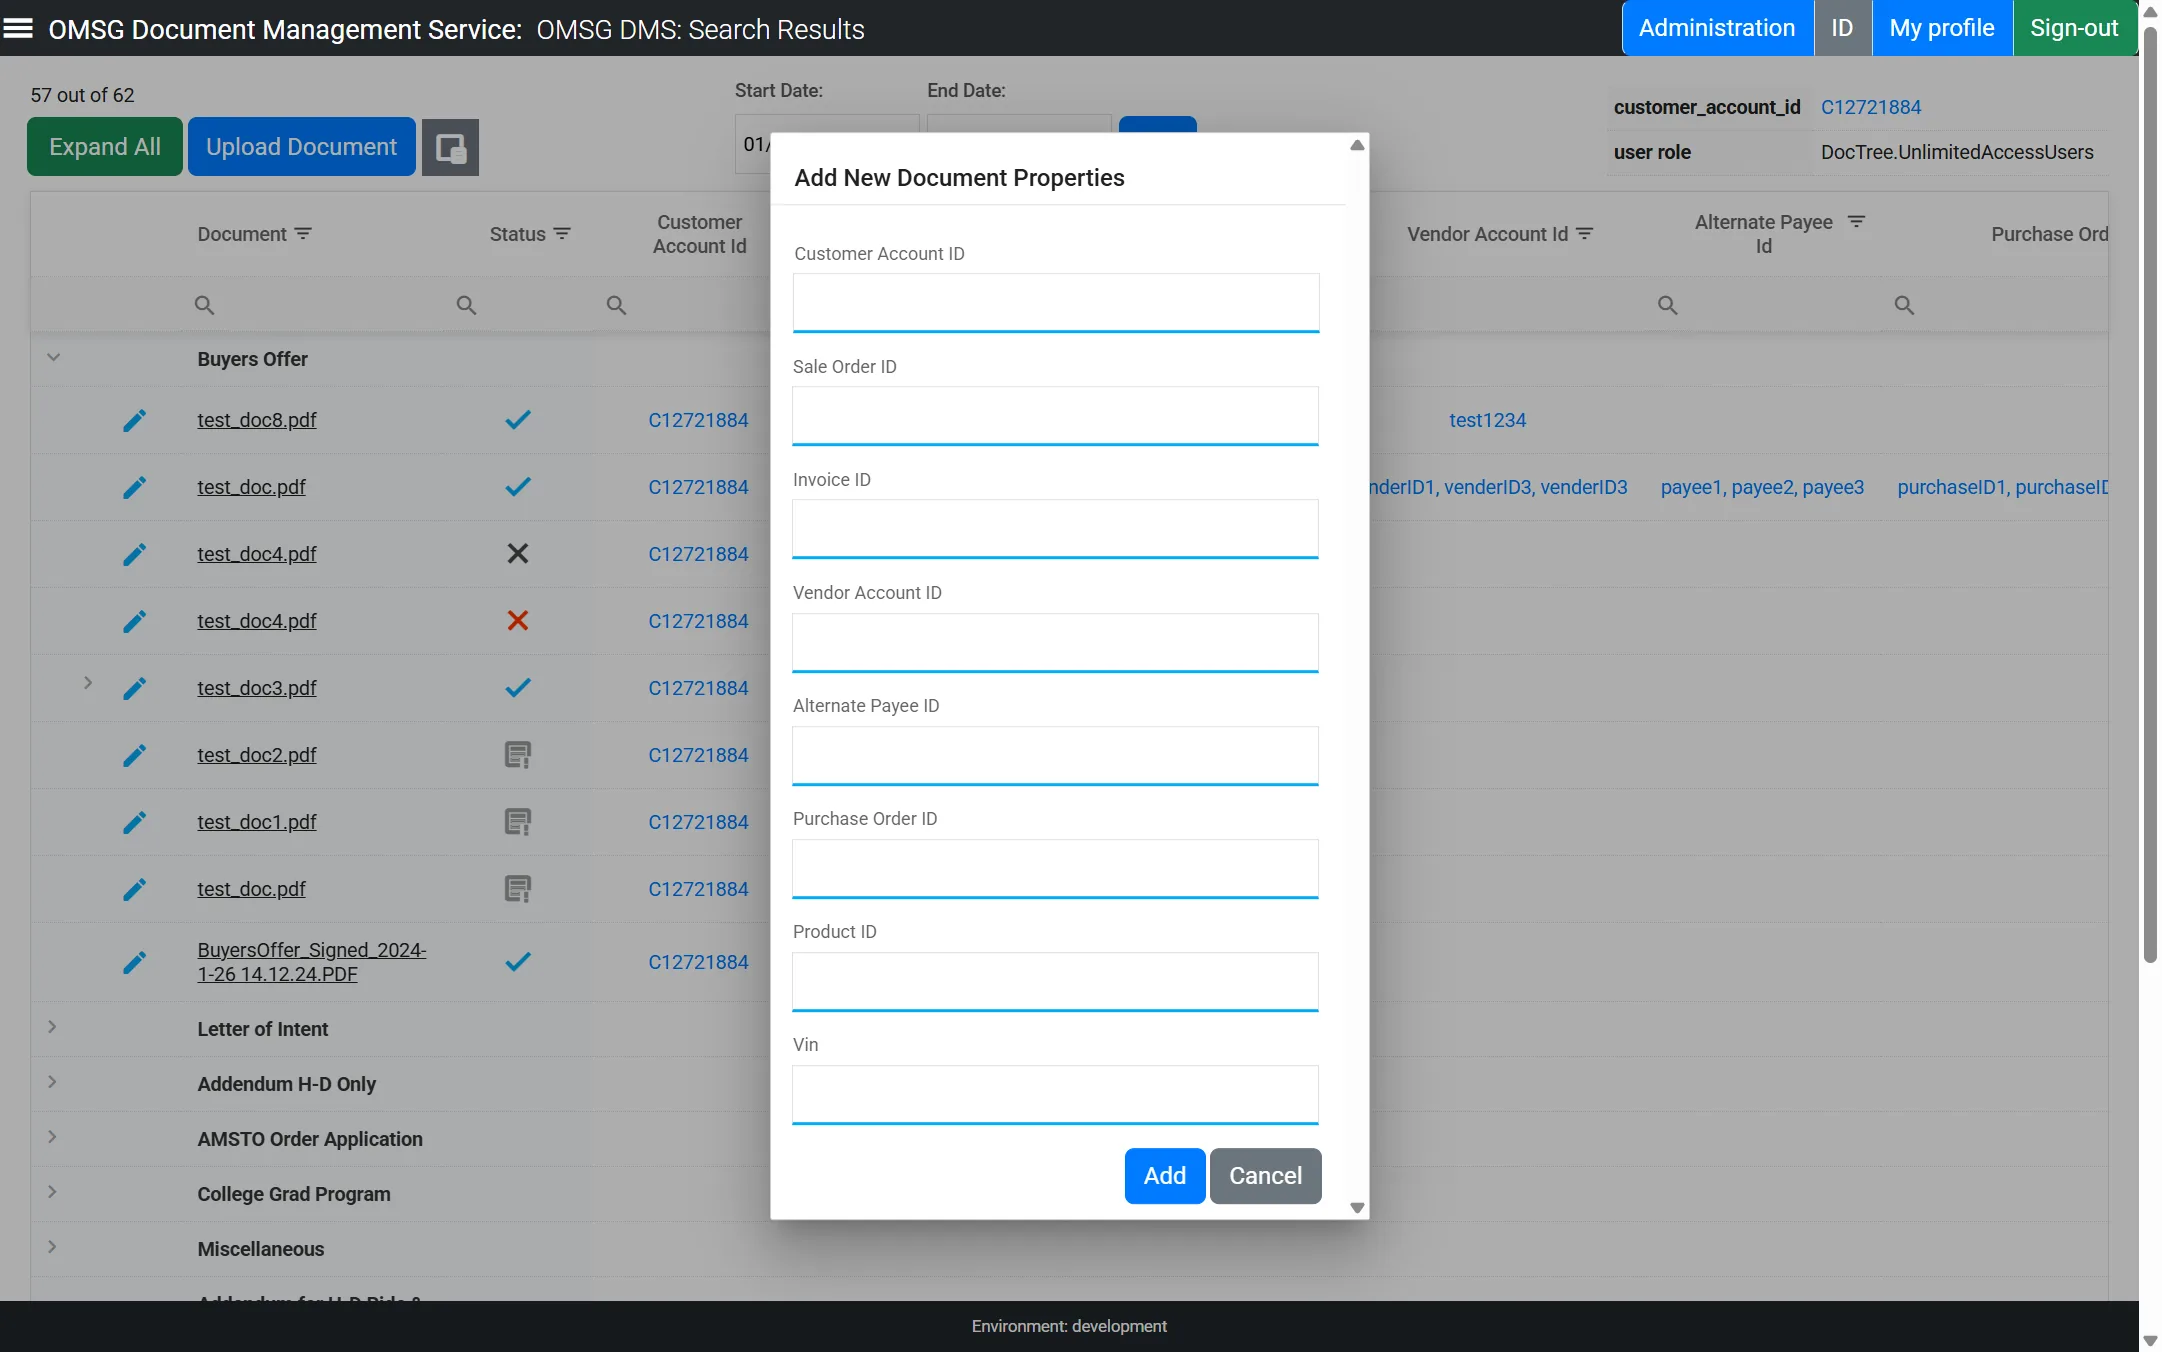 OMSG Document Management Service: OMSG DMS: Search Results
Administration
ID
My profile
Sign-out
57 out of 62
Expand All
Upload Document
Start Date:
End Date:
01/
customer_account_id C12721884
user role DocTree.UnlimitedAccessUsers
Document
Status
Customer
Account Id
Vendor Account Id
Alternate Payee
Id
Purchase Ord
Buyers Offer
test_doc8.pdf C12721884 test1234
test_doc.pdf C12721884 nderID1, venderID3, venderID3 payee1, payee2, payee3 purchaseID1, purchaseID
test_doc4.pdf C12721884
test_doc4.pdf C12721884
test_doc3.pdf C12721884
test_doc2.pdf C12721884
test_doc1.pdf C12721884
test_doc.pdf C12721884
BuyersOffer_Signed_2024-
1-26 14.12.24.PDF C12721884
Letter of Intent
Addendum H-D Only
AMSTO Order Application
College Grad Program
Miscellaneous
Add New Document Properties
Customer Account ID
Sale Order ID
Invoice ID
Vendor Account ID
Alternate Payee ID
Purchase Order ID
Product ID
Vin
Add
Cancel
Environment: development